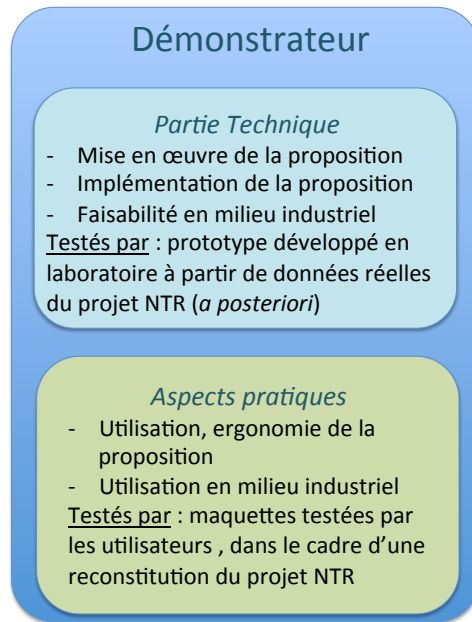 Démonstrateur
Partie Technique
- Mise en œuvre de la proposition
- Implémentation de la proposition
- Faisabilité en milieu industriel
Testés par : prototype développé en
laboratoire à partir de données réelles
du projet NTR (a posteriori)
Aspects pratiques
- Utilisation, ergonomie de la
proposition
- Utilisation en milieu industriel
Testés par : maquettes testées par
les utilisateurs , dans le cadre d’une
reconstitution du projet NTR